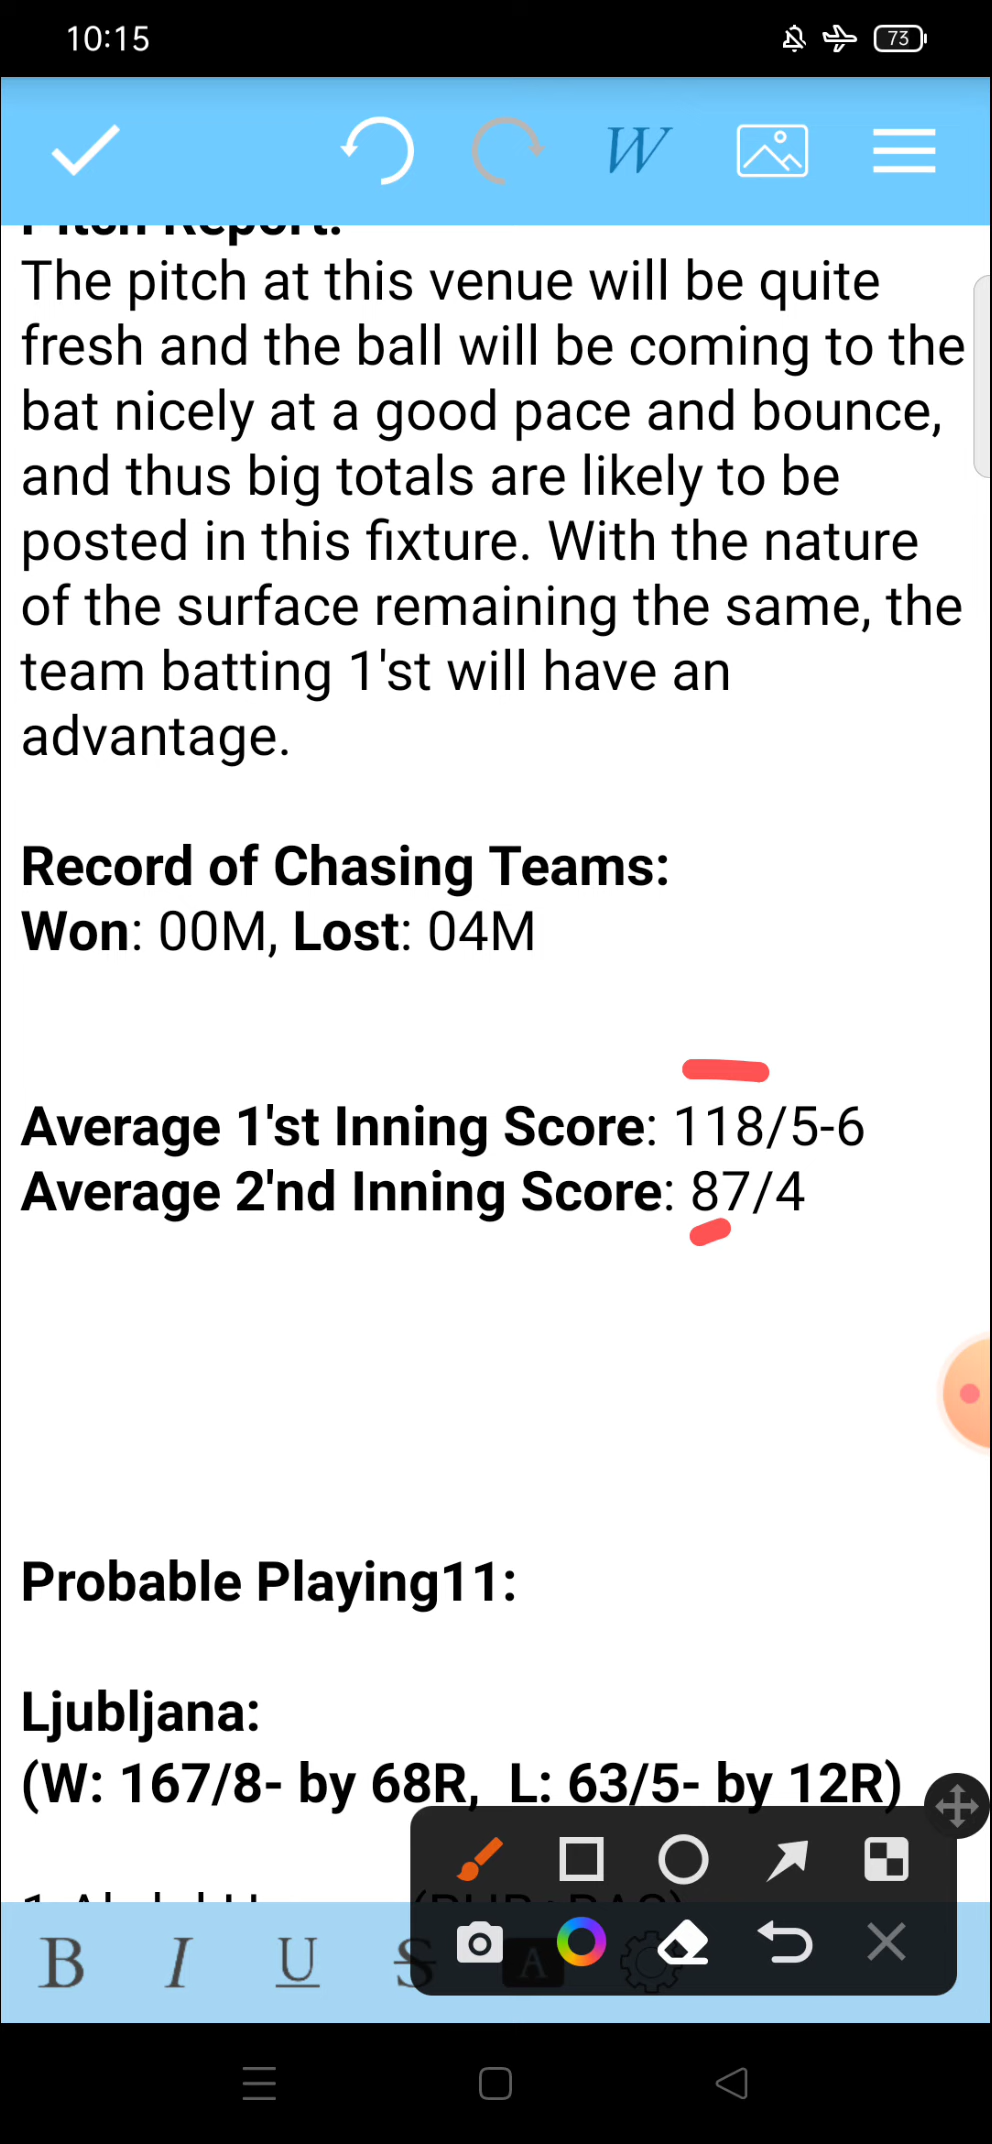 10:15
73
W
Pitch Report:
The pitch at this venue will be quite
fresh and the ball will be coming to the
bat nicely at a good pace and bounce,
and thus big totals are likely to be
posted in this fixture. With the nature
of the surface remaining the same, the
team batting 1'st will have an
advantage.
Record of Chasing Teams:
Won: 00M, Lost: 04M
Average 1'st Inning Score: 118/5-6
Average 2'nd Inning Score: 87/4
Probable Playing11:
Ljubljana:
(W: 167/8- by 68R, L: 63/5- by 12R)
B I U S A